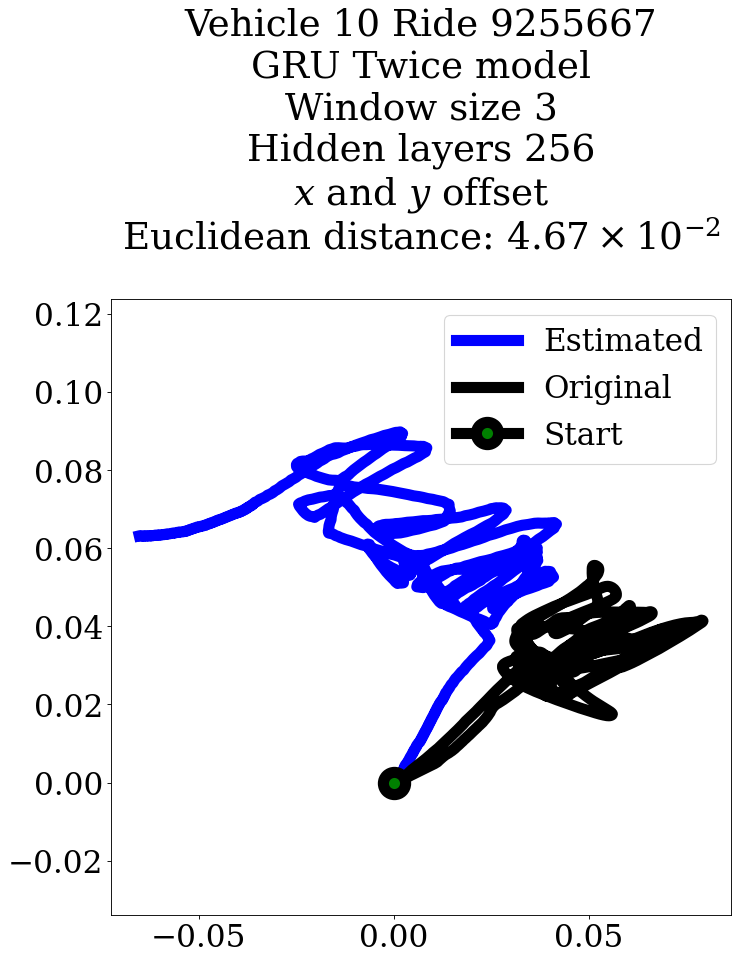 Vehicle 10 Ride 9255667
GRU Twice model
Window size 3
Hidden layers 256
x and y offset
Euclidean distance: 4.67 × 10⁻²
0.12
0.10
0.08
0.06
0.04
0.02
0.00
−0.02
Estimated
Original
Start
−0.05 0.00 0.05